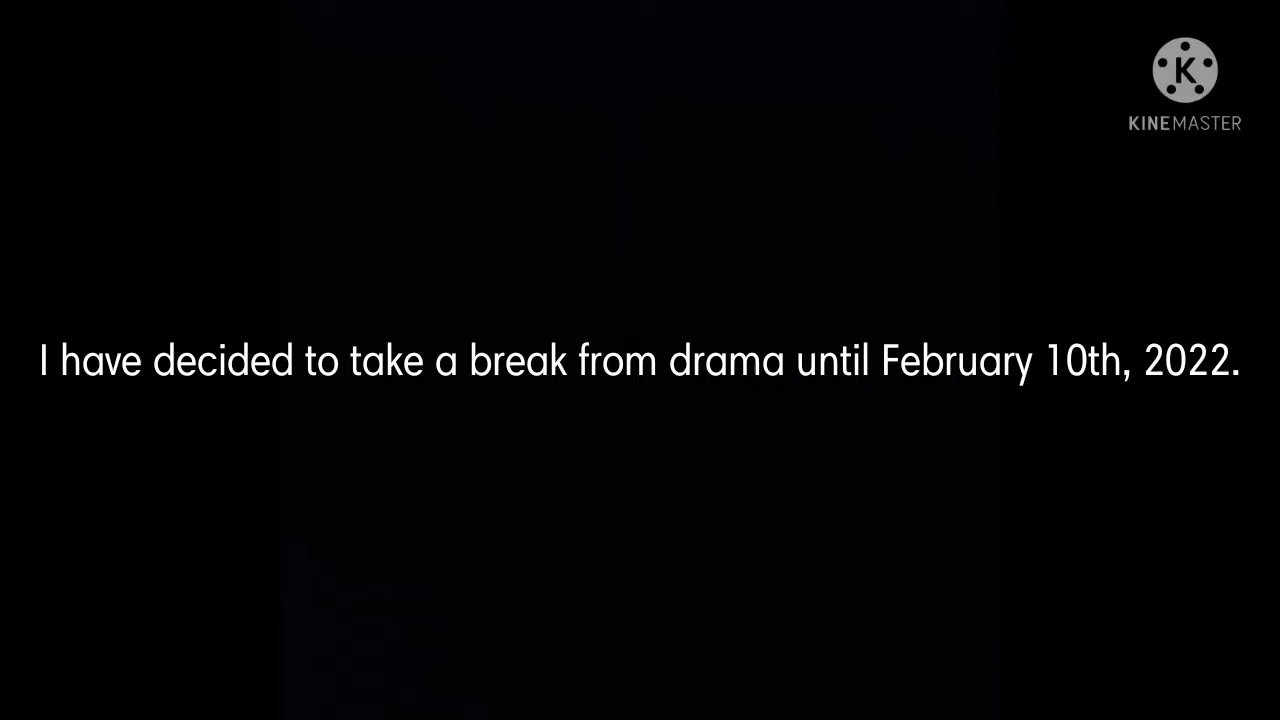 K
KINEMASTER
I have decided to take a break from drama until February 10th, 2022.